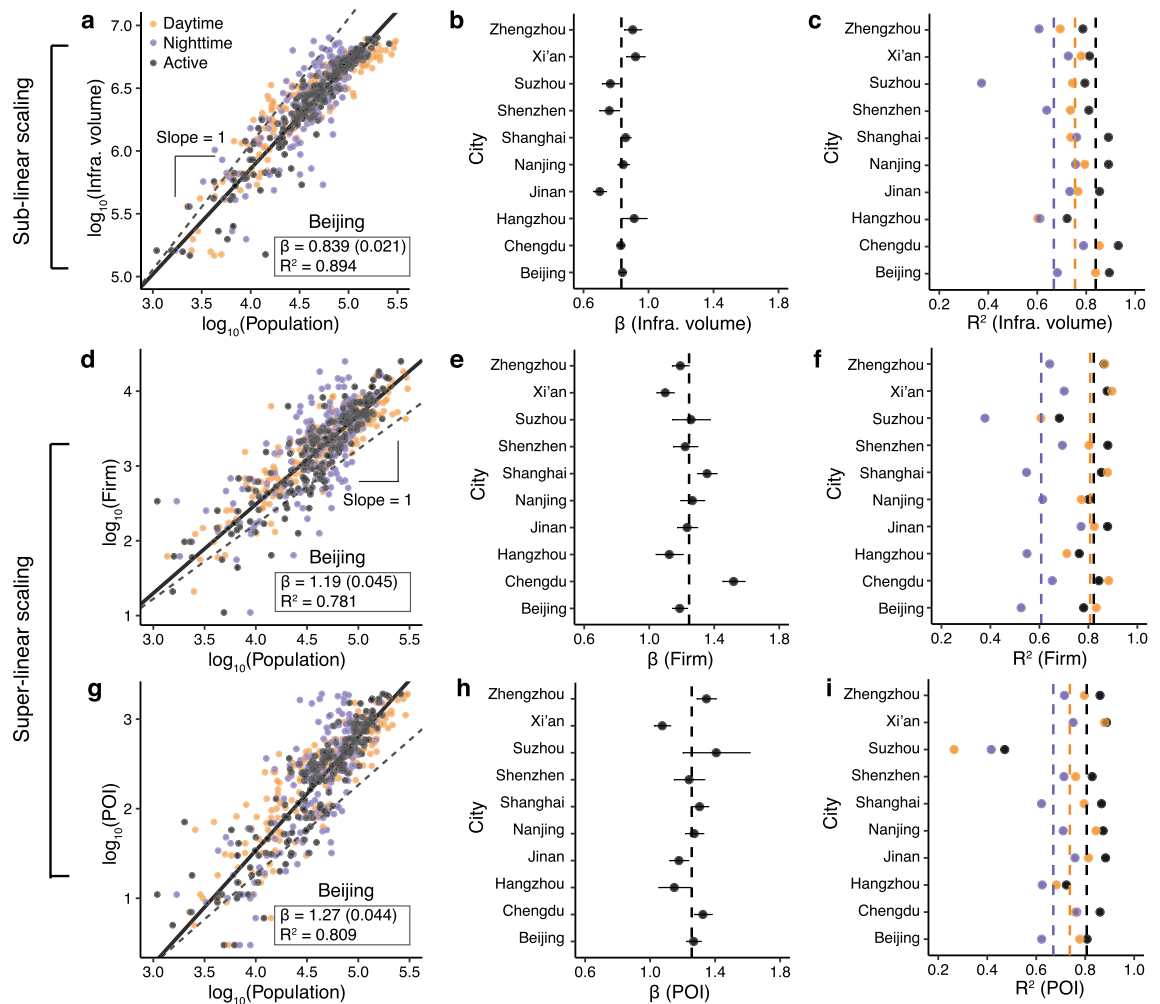 Sub-linear scaling
Super-linear scaling
a
Daytime
Nighttime
Active
7.0
6.5
6.0
5.5
5.0
log10(Infra. volume)
Slope = 1
Beijing
β = 0.839 (0.021)
R² = 0.894
3.0 3.5 4.0 4.5 5.0 5.5
log10(Population)
b
City
Zhengzhou
Xi'an
Suzhou
Shenzhen
Shanghai
Nanjing
Jinan
Hangzhou
Chengdu
Beijing
0.6 1.0 1.4 1.8
β (Infra. volume)
c
City
Zhengzhou
Xi'an
Suzhou
Shenzhen
Shanghai
Nanjing
Jinan
Hangzhou
Chengdu
Beijing
0.2 0.4 0.6 0.8 1.0
R² (Infra. volume)
d
4
3
2
1
log10(Firm)
Slope = 1
Beijing
β = 1.19 (0.045)
R² = 0.781
3.0 3.5 4.0 4.5 5.0 5.5
log10(Population)
e
City
Zhengzhou
Xi'an
Suzhou
Shenzhen
Shanghai
Nanjing
Jinan
Hangzhou
Chengdu
Beijing
0.6 1.0 1.4 1.8
β (Firm)
f
City
Zhengzhou
Xi'an
Suzhou
Shenzhen
Shanghai
Nanjing
Jinan
Hangzhou
Chengdu
Beijing
0.2 0.4 0.6 0.8 1.0
R² (Firm)
g
3
2
1
log10(POI)
Beijing
β = 1.27 (0.044)
R² = 0.809
3.0 3.5 4.0 4.5 5.0 5.5
log10(Population)
h
City
Zhengzhou
Xi'an
Suzhou
Shenzhen
Shanghai
Nanjing
Jinan
Hangzhou
Chengdu
Beijing
0.6 1.0 1.4 1.8
β (POI)
i
City
Zhengzhou
Xi'an
Suzhou
Shenzhen
Shanghai
Nanjing
Jinan
Hangzhou
Chengdu
Beijing
0.2 0.4 0.6 0.8 1.0
R² (POI)